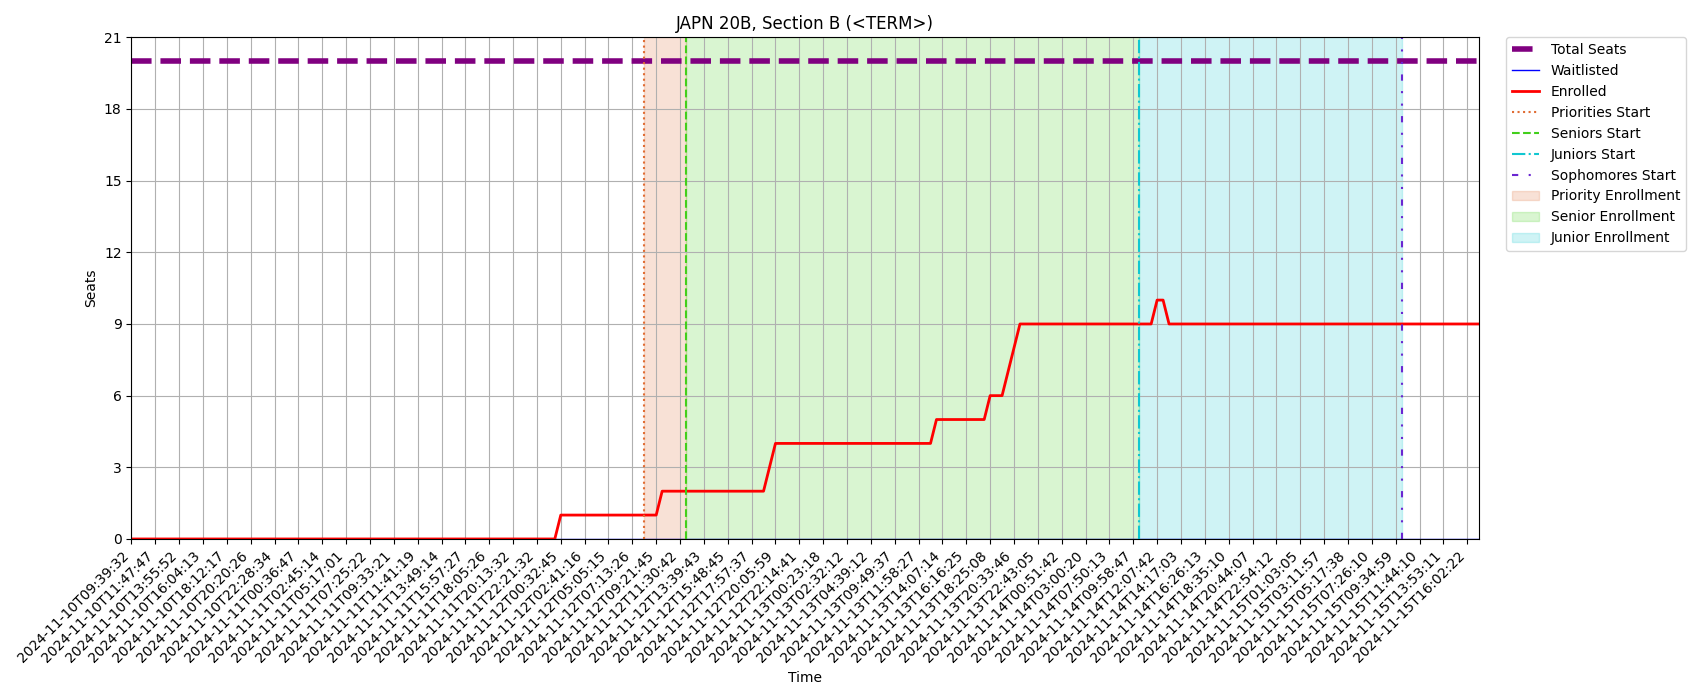 JAPN 20B, Section B (<TERM>)
21
18
15
12
9
6
3
0
Seats
2024-11-10T09:39:32
2024-11-10T11:47:47
2024-11-10T13:55:52
2024-11-10T16:04:13
2024-11-10T18:12:17
2024-11-10T20:20:26
2024-11-10T22:28:34
2024-11-11T00:36:47
2024-11-11T02:45:14
2024-11-11T05:17:01
2024-11-11T07:25:22
2024-11-11T09:33:21
2024-11-11T11:41:19
2024-11-11T13:49:14
2024-11-11T15:57:27
2024-11-11T18:05:26
2024-11-11T20:13:32
2024-11-11T22:21:32
2024-11-12T00:32:45
2024-11-12T02:41:16
2024-11-12T05:05:15
2024-11-12T07:13:26
2024-11-12T09:21:45
2024-11-12T11:30:42
2024-11-12T13:39:43
2024-11-12T15:48:45
2024-11-12T17:57:37
2024-11-12T20:05:59
2024-11-12T22:14:41
2024-11-13T00:23:18
2024-11-13T02:32:12
2024-11-13T04:39:12
2024-11-13T09:49:37
2024-11-13T11:58:27
2024-11-13T14:07:14
2024-11-13T16:16:25
2024-11-13T18:25:08
2024-11-13T20:33:46
2024-11-13T22:43:05
2024-11-14T00:51:42
2024-11-14T03:00:20
2024-11-14T07:50:13
2024-11-14T09:58:47
2024-11-14T12:07:42
2024-11-14T14:17:03
2024-11-14T16:26:13
2024-11-14T18:35:10
2024-11-14T20:44:07
2024-11-14T22:54:12
2024-11-15T01:03:05
2024-11-15T03:11:57
2024-11-15T05:17:38
2024-11-15T07:26:10
2024-11-15T09:34:59
2024-11-15T11:44:10
2024-11-15T13:53:11
2024-11-15T16:02:22
Time
Total Seats
Waitlisted
Enrolled
Priorities Start
Seniors Start
Juniors Start
Sophomores Start
Priority Enrollment
Senior Enrollment
Junior Enrollment